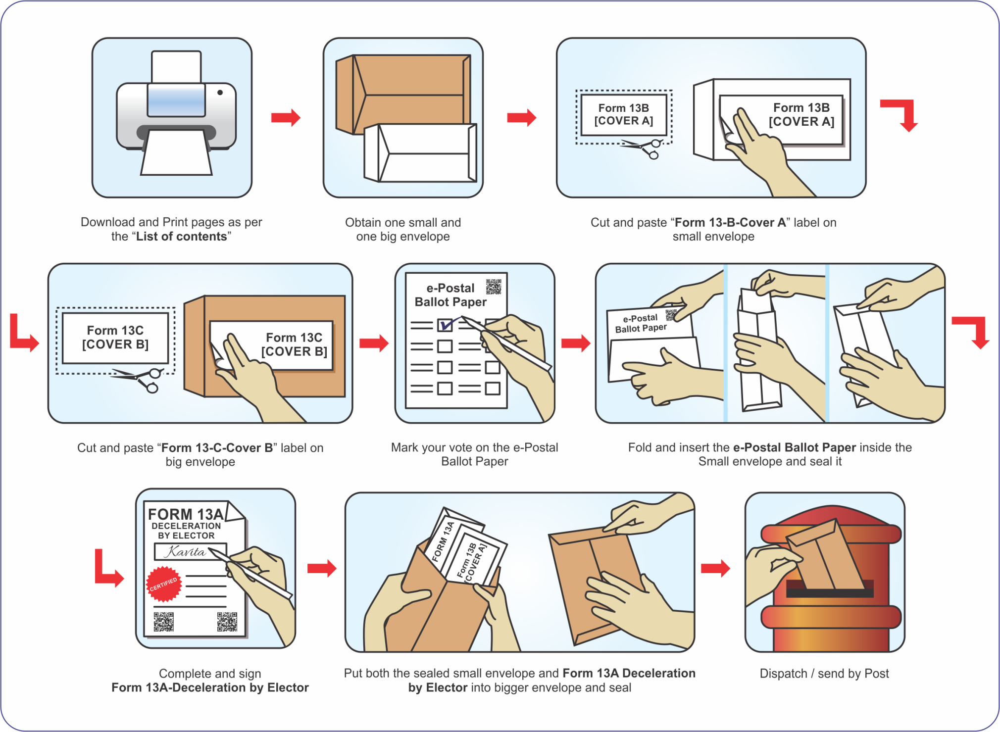 Form 13B
[COVER A]
Form 13B
[COVER A]
Download and Print pages as per
the “List of contents”
Obtain one small and
one big envelope
Cut and paste “Form 13-B-Cover A” label on
small envelope
Form 13C
[COVER B]
Form 13C
[COVER B]
e-Postal
Ballot Paper
e-Postal
Ballot Paper
Cut and paste “Form 13-C-Cover B” label on
big envelope
Mark your vote on the e-Postal
Ballot Paper
Fold and insert the e-Postal Ballot Paper inside the
Small envelope and seal it
FORM 13A
DECELERATION
BY ELECTOR
Kavita
CERTIFIED
FORM 13A
Form 13B
[COVER A]
Complete and sign
Form 13A-Deceleration by Elector
Put both the sealed small envelope and Form 13A Deceleration
by Elector into bigger envelope and seal
Dispatch / send by Post